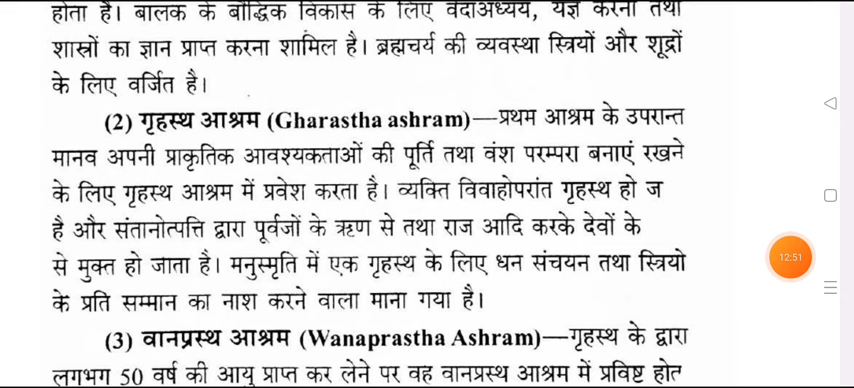 होता है। बालक के बौद्धिक विकास के लिए वेदाअध्यय, यज्ञ करना तथा
शास्त्रों का ज्ञान प्राप्त करना शामिल है। ब्रह्मचर्य की व्यवस्था स्त्रियों और शूद्रों
के लिए वर्जित है।
(2) गृहस्थ आश्रम (Gharastha ashram)—प्रथम आश्रम के उपरान्त
मानव अपनी प्राकृतिक आवश्यकताओं की पूर्ति तथा वंश परम्परा बनाएं रखने
के लिए गृहस्थ आश्रम में प्रवेश करता है। व्यक्ति विवाहोपरांत गृहस्थ हो ज
है और संतानोत्पत्ति द्वारा पूर्वजों के ऋण से तथा राज आदि करके देवों के
से मुक्त हो जाता है। मनुस्मृति में एक गृहस्थ के लिए धन संचयन तथा स्त्रियो
के प्रति सम्मान का नाश करने वाला माना गया है।
(3) वानप्रस्थ आश्रम (Wanaprastha Ashram)—गृहस्थ के द्वारा
लगभग 50 वर्ष की आयु प्राप्त कर लेने पर वह वानप्रस्थ आश्रम में प्रविष्ट होत
12:51